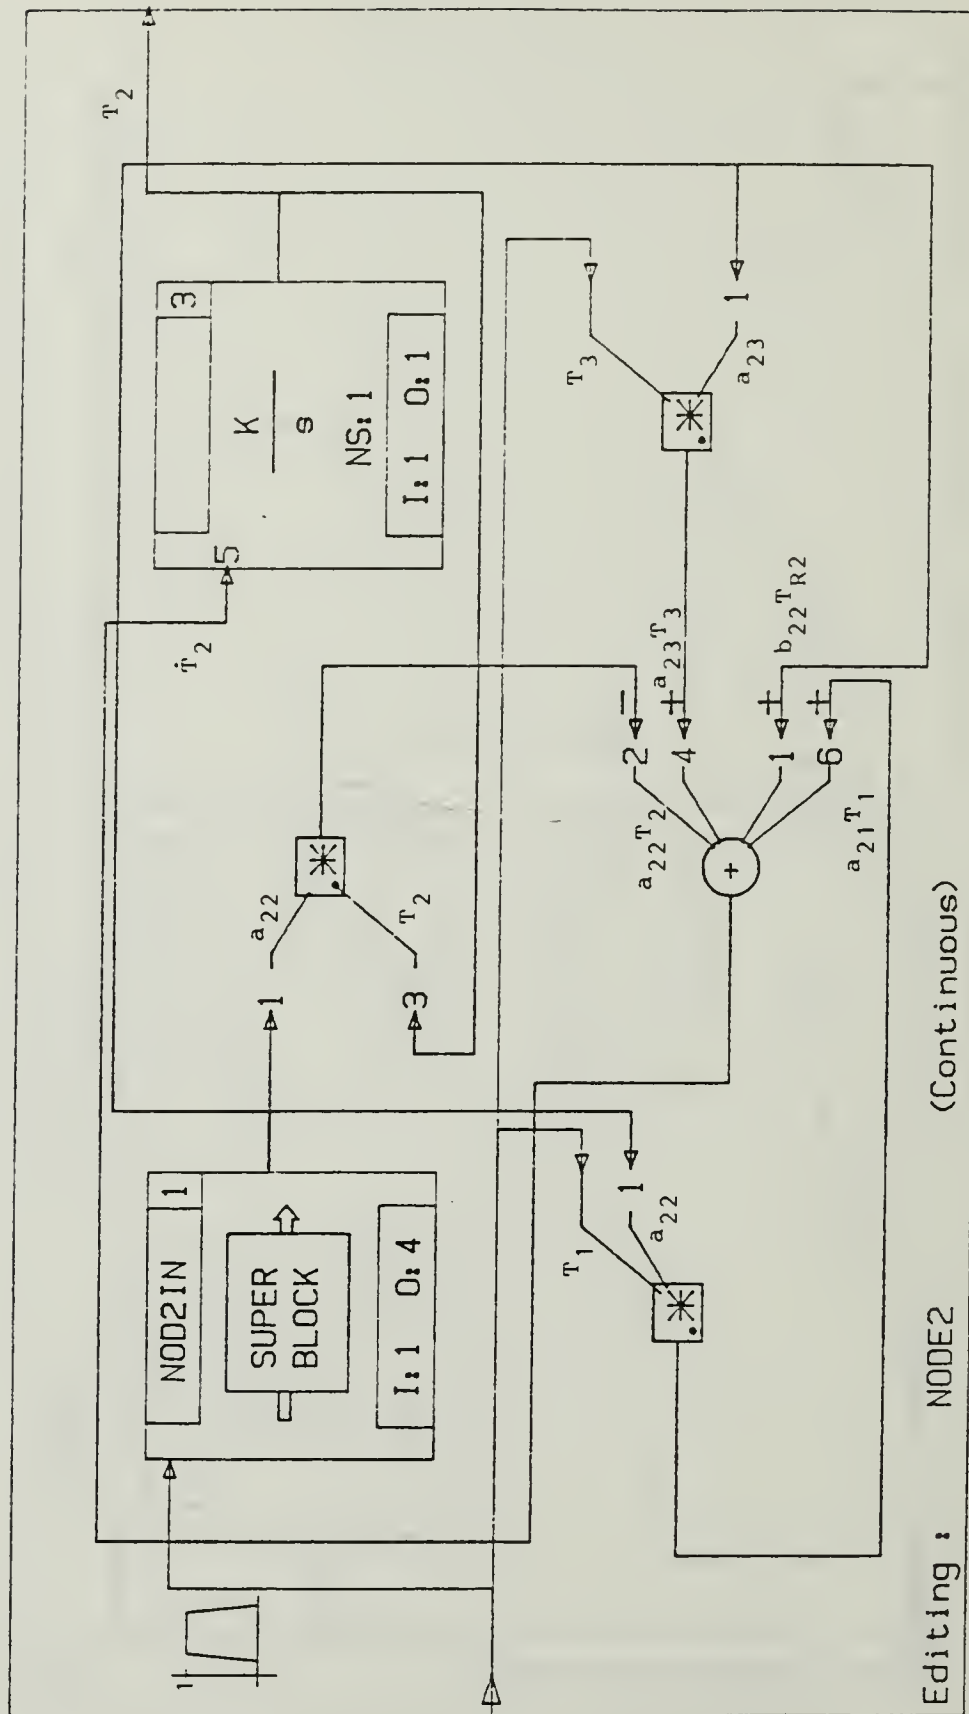 1
NOD2IN 1
SUPER
BLOCK
I: 1 O: 4
1
a22
3
T2
Ṫ2
5
3
K
s
NS: 1
I: 1 O: 1
T2
T1
1
a22
a22T2
2 −
4 +
a23T3
1 +
b22TR2
6 +
a21T1
+
T3
1
a23
Editing : NODE2 (Continuous)